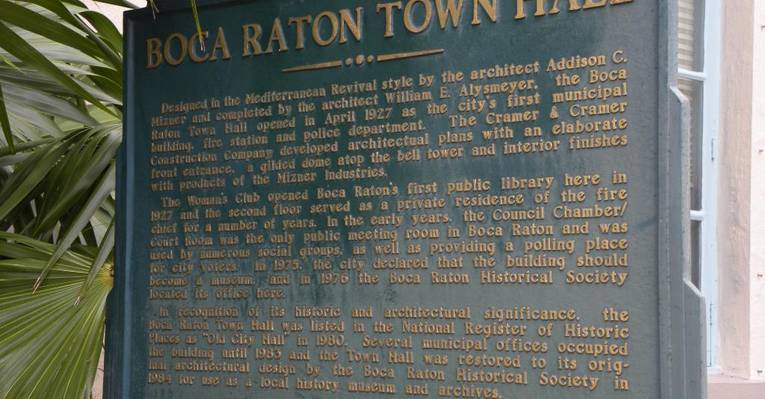 BOCA RATON TOWN HALL
Designed in the Mediterranean Revival style by the architect Addison C.
Mizner and completed by the architect William E. Alysmeyer, the Boca
Raton Town Hall opened in April 1927 as the city's first municipal
building, fire station and police department. The Cramer & Cramer
Construction Company developed architectural plans with an elaborate
front entrance, a gilded dome atop the bell tower and interior finishes
with products of the Mizner Industries.
The Woman's Club opened Boca Raton's first public library here in
1927 and the second floor served as a private residence of the fire
chief for a number of years. In the early years, the Council Chamber/
Court Room was the only public meeting room in Boca Raton and was
used by numerous social groups, as well as providing a polling place
for city voters. In 1975, the city declared that the building should
become a museum, and in 1976 the Boca Raton Historical Society
located its office here.
In recognition of its historic and architectural significance, the
Boca Raton Town Hall was listed in the National Register of Historic
Places as "Old City Hall" in 1980. Several municipal offices occupied
the building until 1983 and the Town Hall was restored to its orig-
inal architectural design by the Boca Raton Historical Society in
1984 for use as a local history museum and archives.